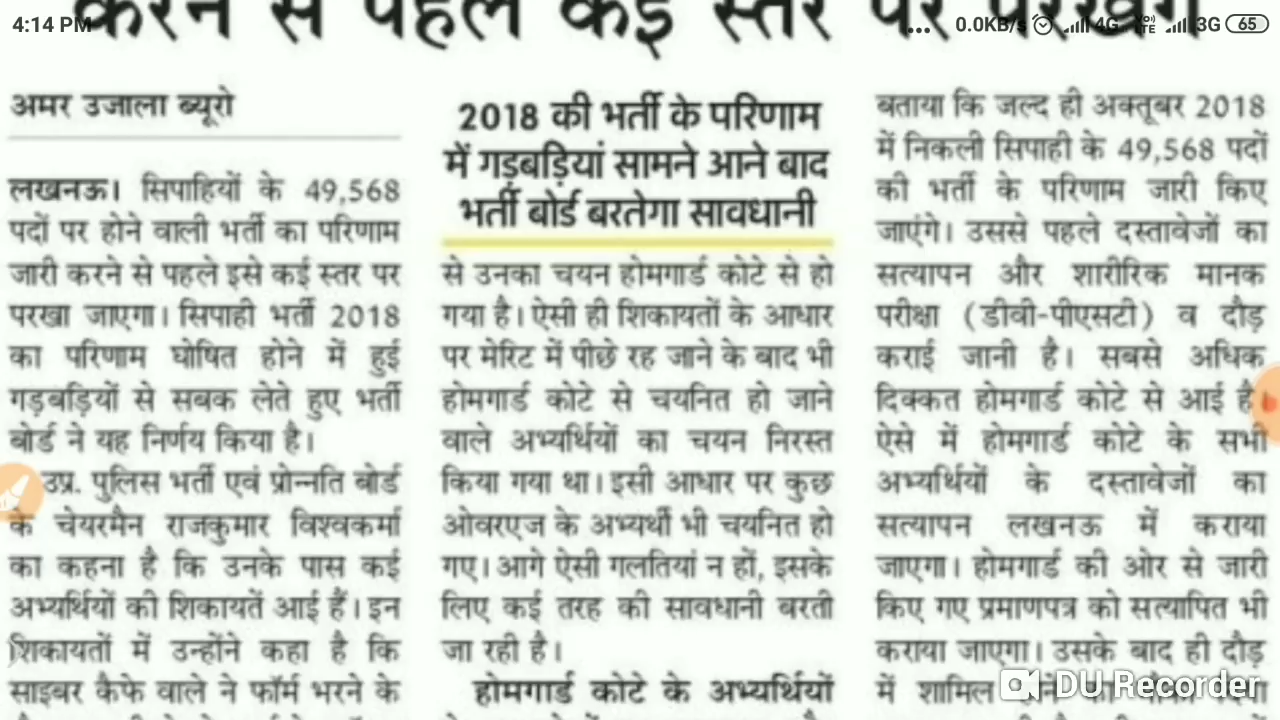 4:14 PM
0.0KB/s
4G
3G
65
करने से पहले कई स्तर पर परखेंगे
अमर उजाला ब्यूरो
लखनऊ। सिपाहियों के 49,568
पदों पर होने वाली भर्ती का परिणाम
जारी करने से पहले इसे कई स्तर पर
परखा जाएगा। सिपाही भर्ती 2018
का परिणाम घोषित होने में हुई
गड़बड़ियों से सबक लेते हुए भर्ती
बोर्ड ने यह निर्णय किया है।
उप्र. पुलिस भर्ती एवं प्रोन्नति बोर्ड
के चेयरमैन राजकुमार विश्वकर्मा
का कहना है कि उनके पास कई
अभ्यर्थियों की शिकायतें आई हैं। इन
शिकायतों में उन्होंने कहा है कि
साइबर कैफे वाले ने फॉर्म भरने के
2018 की भर्ती के परिणाम
में गड़बड़ियां सामने आने बाद
भर्ती बोर्ड बरतेगा सावधानी
से उनका चयन होमगार्ड कोटे से हो
गया है। ऐसी ही शिकायतों के आधार
पर मेरिट में पीछे रह जाने के बाद भी
होमगार्ड कोटे से चयनित हो जाने
वाले अभ्यर्थियों का चयन निरस्त
किया गया था। इसी आधार पर कुछ
ओवरएज के अभ्यर्थी भी चयनित हो
गए। आगे ऐसी गलतियां न हों, इसके
लिए कई तरह की सावधानी बरती
जा रही है।
होमगार्ड कोटे के अभ्यर्थियों
बताया कि जल्द ही अक्तूबर 2018
में निकली सिपाही के 49,568 पदों
की भर्ती के परिणाम जारी किए
जाएंगे। उससे पहले दस्तावेजों का
सत्यापन और शारीरिक मानक
परीक्षा (डीवी-पीएसटी) व दौड़
कराई जानी है। सबसे अधिक
दिक्कत होमगार्ड कोटे से आई है।
ऐसे में होमगार्ड कोटे के सभी
अभ्यर्थियों के दस्तावेजों का
सत्यापन लखनऊ में कराया
जाएगा। होमगार्ड की ओर से जारी
किए गए प्रमाणपत्र को सत्यापित भी
कराया जाएगा। उसके बाद ही दौड़
में शामिल
DU Recorder